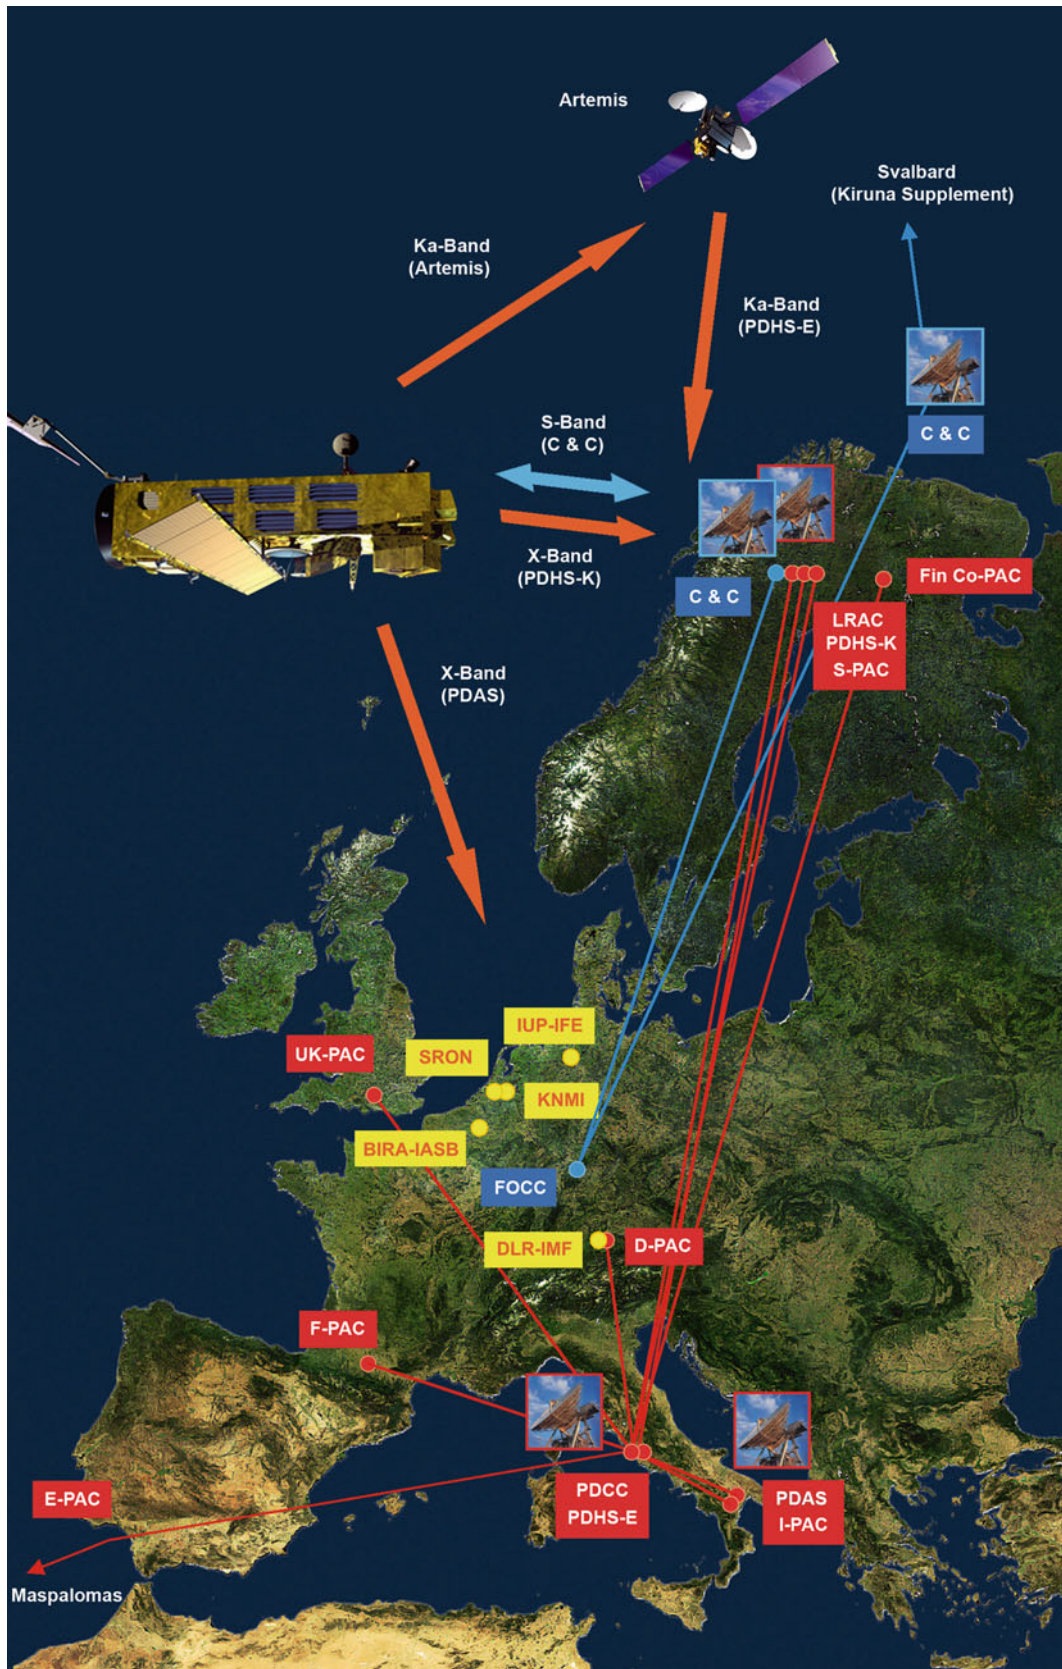 Artemis
Svalbard
(Kiruna Supplement)
Ka-Band
(Artemis)
Ka-Band
(PDHS-E)
S-Band
(C & C)
C & C
X-Band
(PDHS-K)
C & C
Fin Co-PAC
LRAC
PDHS-K
S-PAC
X-Band
(PDAS)
IUP-IFE
UK-PAC
SRON
KNMI
BIRA-IASB
FOCC
DLR-IMF
D-PAC
F-PAC
E-PAC
PDCC
PDHS-E
PDAS
I-PAC
Maspalomas